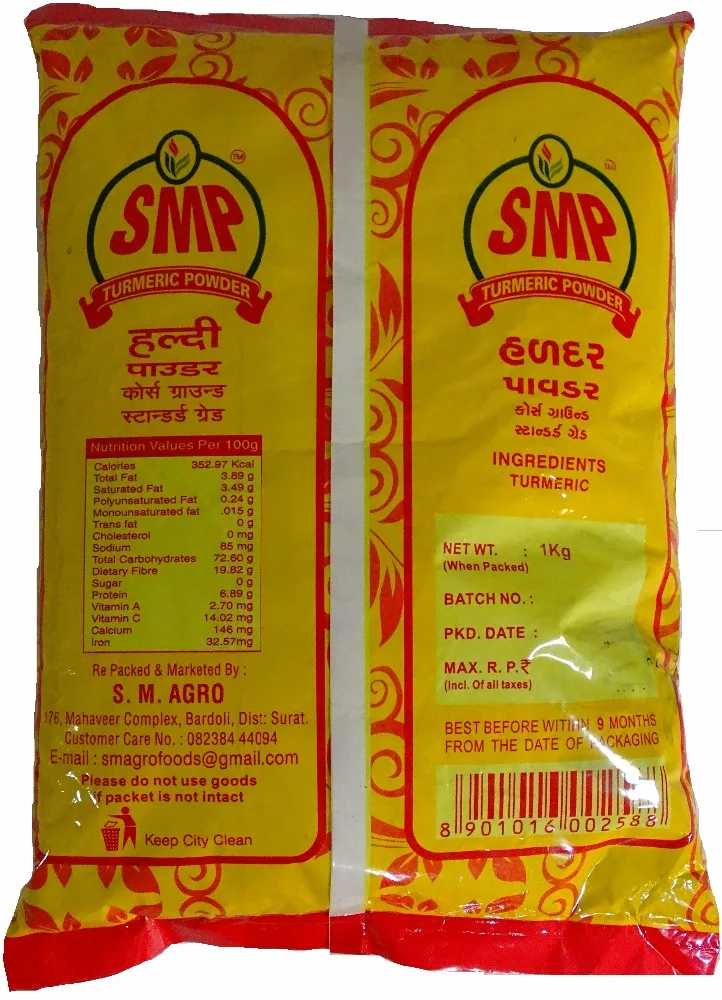 TM
SMP
TURMERIC POWDER
हल्दी
पाउडर
कोर्स ग्राउन्ड
स्टान्डर्ड ग्रेड
Nutrition Values Per 100g
Calories 352.97 Kcal
Total Fat 3.89 g
Saturated Fat 3.49 g
Polyunsaturated Fat 0.24 g
Monounsaturated fat .015 g
Trans fat 0 g
Cholesterol 0 mg
Sodium 85 mg
Total Carbohydrates 72.60 g
Dietary Fibre 19.82 g
Sugar 0 g
Protein 6.89 g
Vitamin A 2.70 mg
Vitamin C 14.02 mg
Calcium 146 mg
Iron 32.57mg
Re Packed & Marketed By :
S. M. AGRO
176, Mahaveer Complex, Bardoli, Dist: Surat.
Customer Care No. : 082384 44094
E-mail : smagrofoods@gmail.com
Please do not use goods
if packet is not intact
Keep City Clean
TM
SMP
TURMERIC POWDER
હળદર
પાવડર
કોર્સ ગ્રાઉન્ડ
સ્ટાન્ડર્ડ ગ્રેડ
INGREDIENTS
TURMERIC
NET WT. : 1Kg
(When Packed)
BATCH NO. :
PKD. DATE :
MAX. R. P.₹
(Incl. Of all taxes)
BEST BEFORE WITIHN 9 MONTHS
FROM THE DATE OF PACKAGING
8 901016 002588